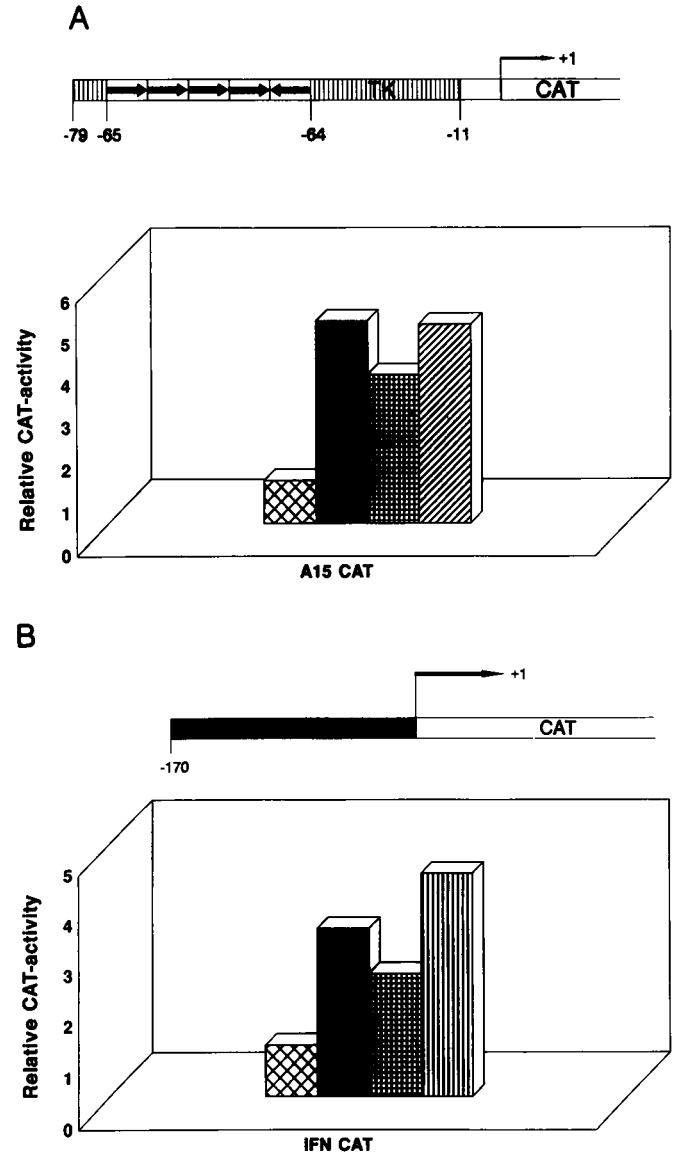 A
+1
TK
CAT
-79 -65 -64 -11
Relative CAT-activity
6
5
4
3
2
1
0
A15 CAT
B
+1
CAT
-170
Relative CAT-activity
5
4
3
2
1
0
IFN CAT